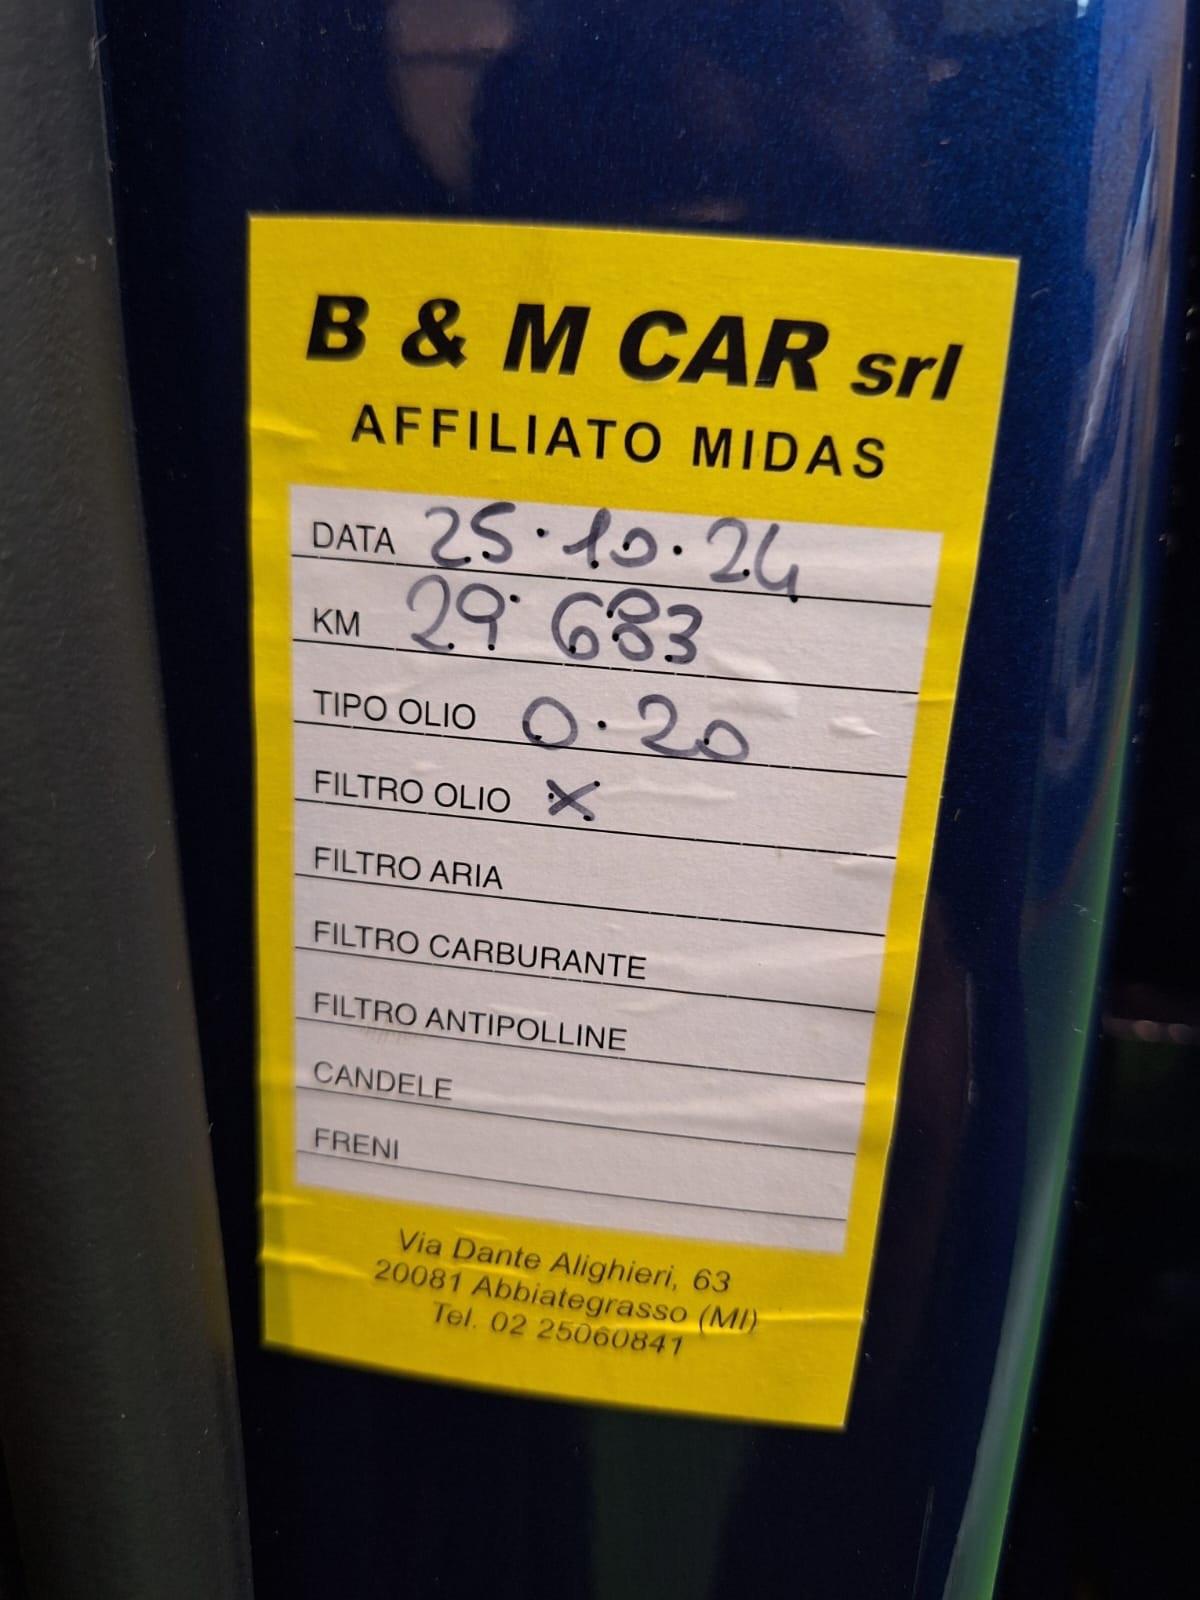 B & M CAR srl
AFFILIATO MIDAS
DATA 25.10.24
KM 29.683
TIPO OLIO 0.20
FILTRO OLIO X
FILTRO ARIA
FILTRO CARBURANTE
FILTRO ANTIPOLLINE
CANDELE
FRENI
Via Dante Alighieri, 63
20081 Abbiategrasso (MI)
Tel. 02 25060841